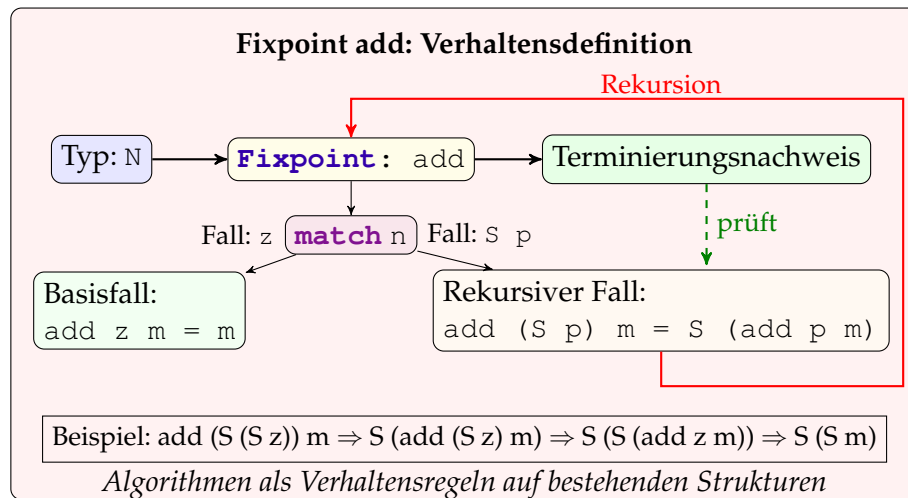 Fixpoint add: Verhaltensdefinition
Rekursion
Typ: N
Fixpoint: add
Terminierungsnachweis
Fall: z
match n
Fall: S p
prüft
Basisfall:
add z m = m
Rekursiver Fall:
add (S p) m = S (add p m)
Beispiel: add (S (S z)) m ⇒ S (add (S z) m) ⇒ S (S (add z m)) ⇒ S (S m)
Algorithmen als Verhaltensregeln auf bestehenden Strukturen